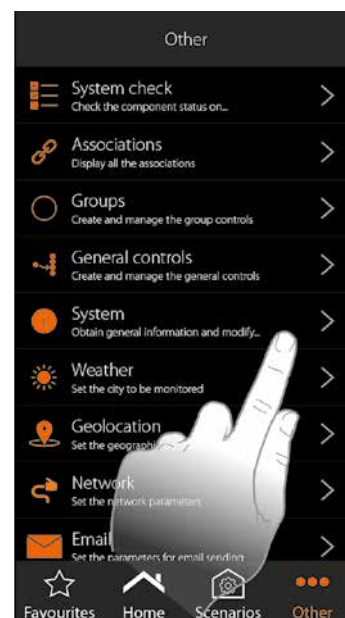 Other
System check
Check the component status on...
Associations
Display all the associations
Groups
Create and manage the group controls
General controls
Create and manage the general controls
System
Obtain general information and modify...
Weather
Set the city to be monitored
Geolocation
Set the geographi
Network
Set the network parameters
Email
Set the parameters for email sending
Favourites
Home
Scenarios
Other